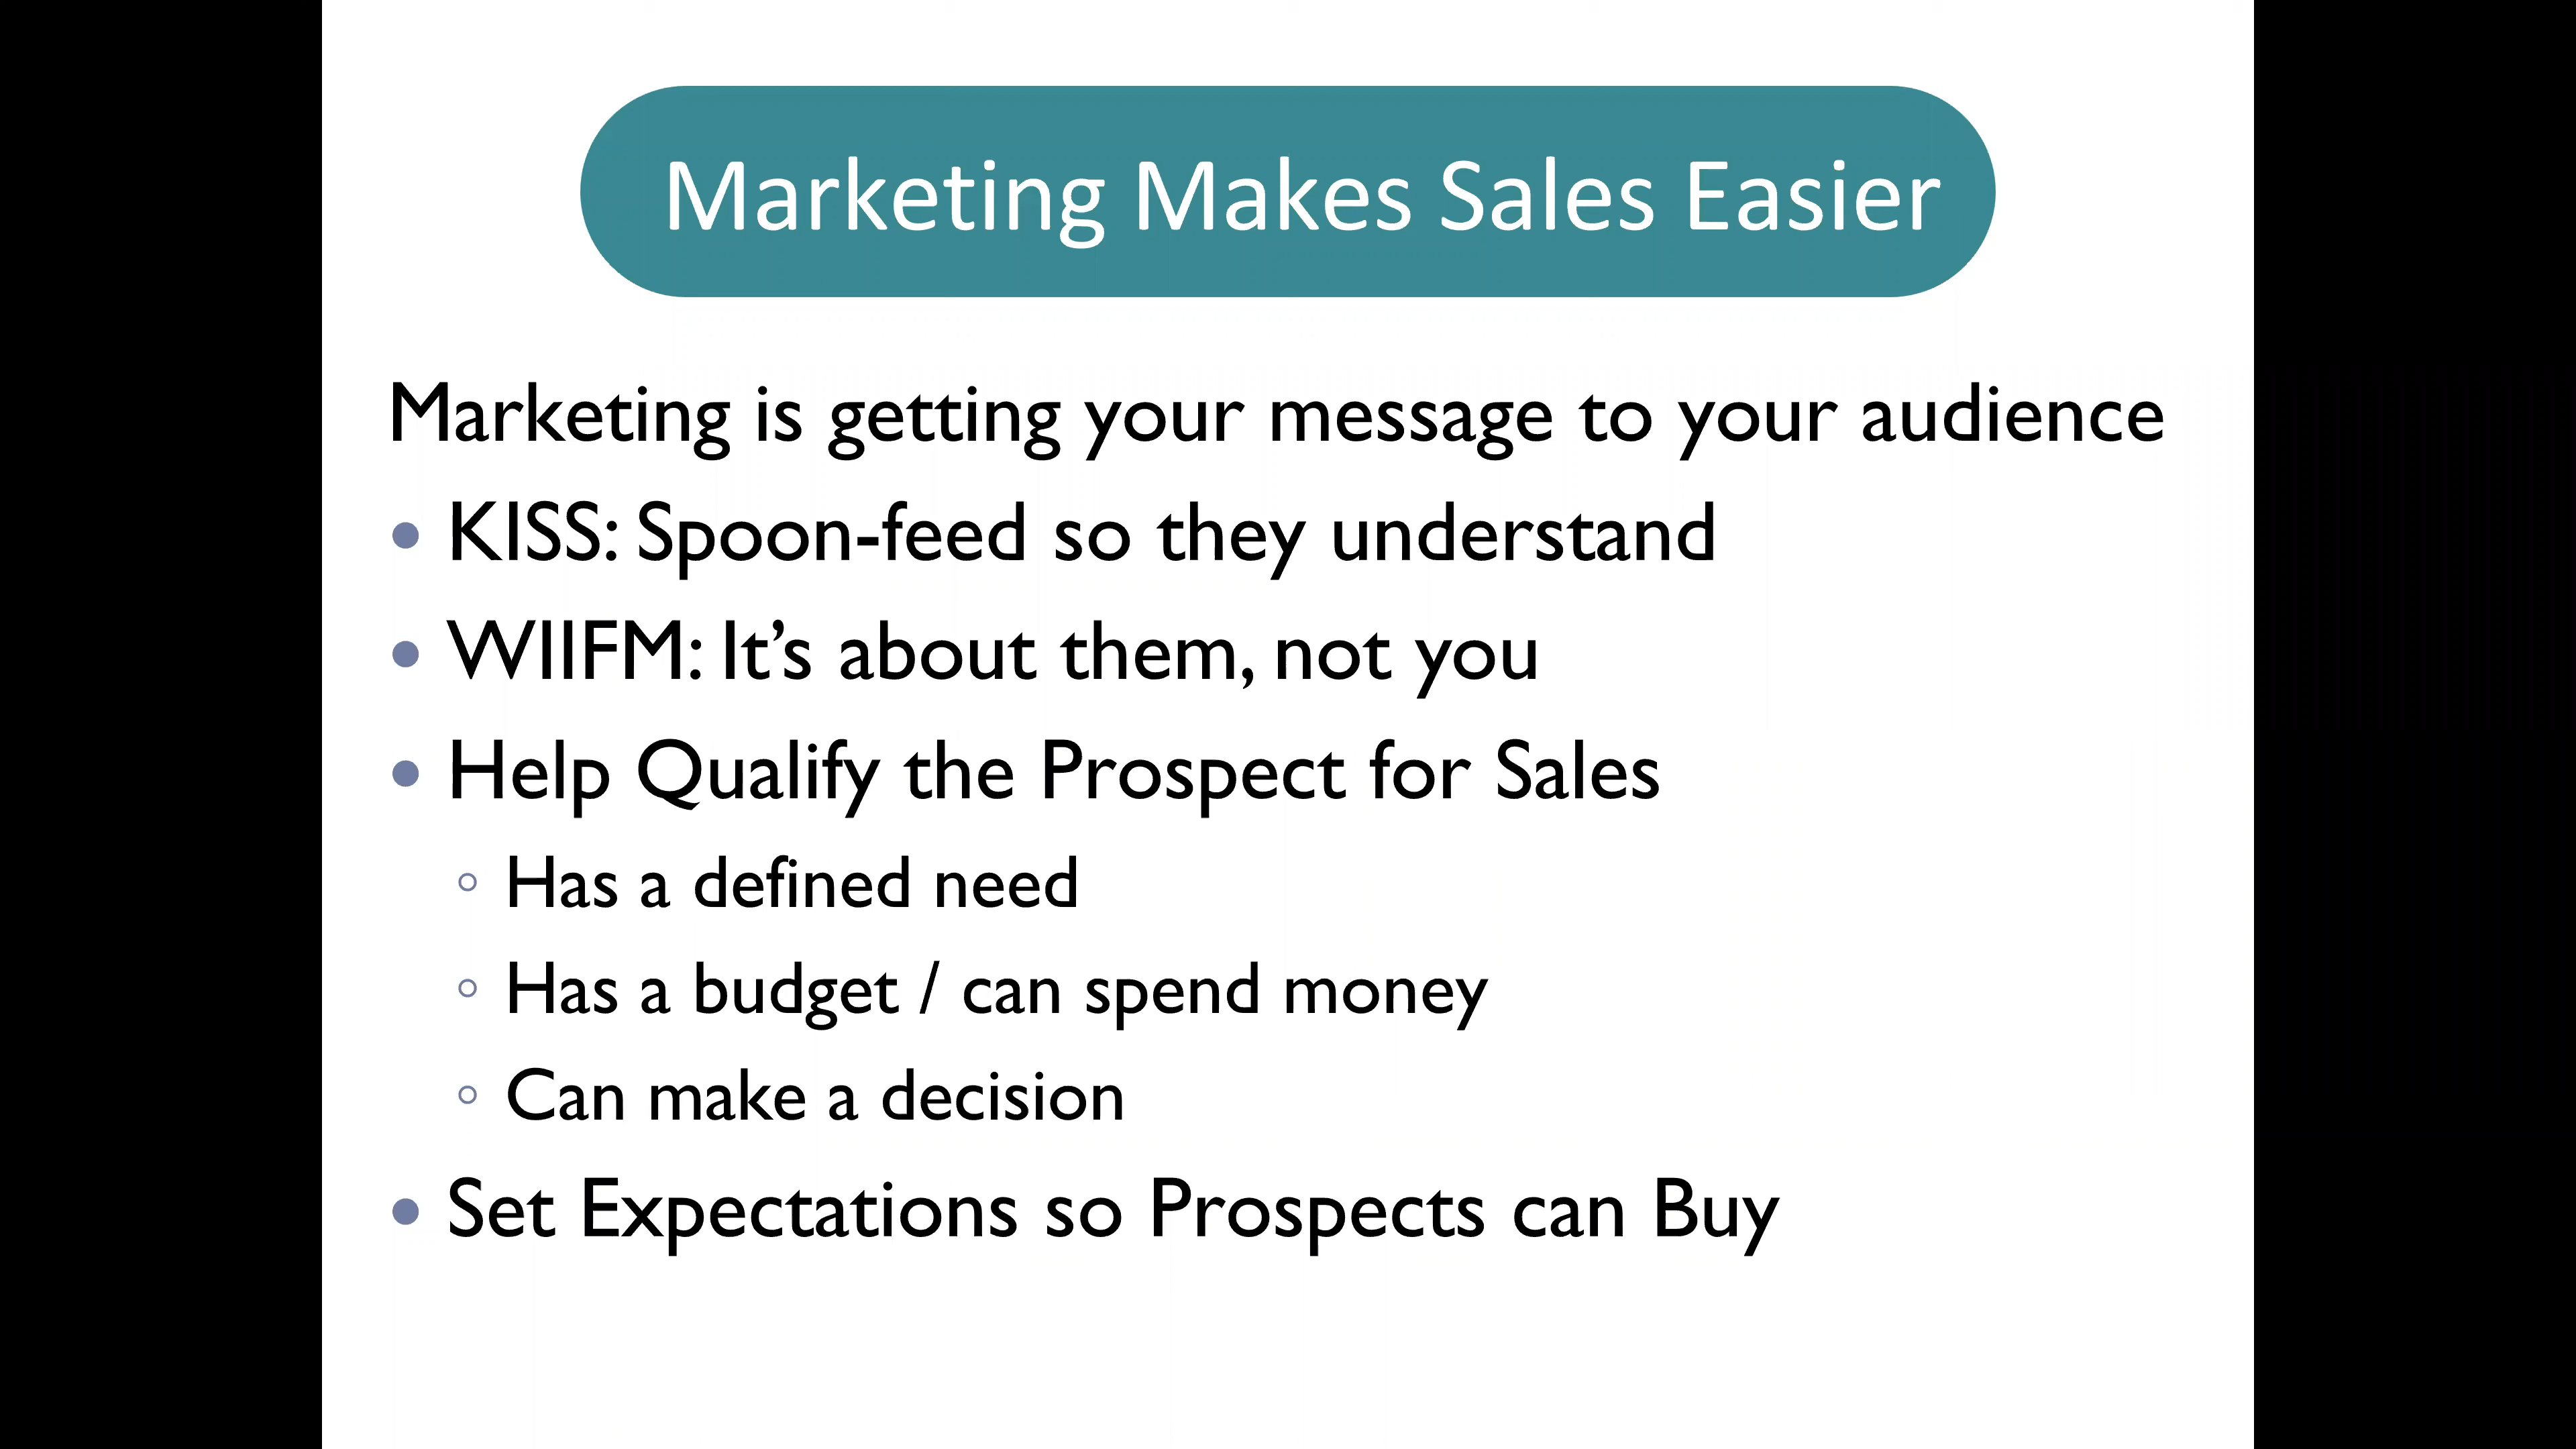 Marketing Makes Sales Easier
Marketing is getting your message to your audience
• KISS: Spoon-feed so they understand
• WIIFM: It’s about them, not you
• Help Qualify the Prospect for Sales
◦ Has a defined need
◦ Has a budget / can spend money
◦ Can make a decision
• Set Expectations so Prospects can Buy